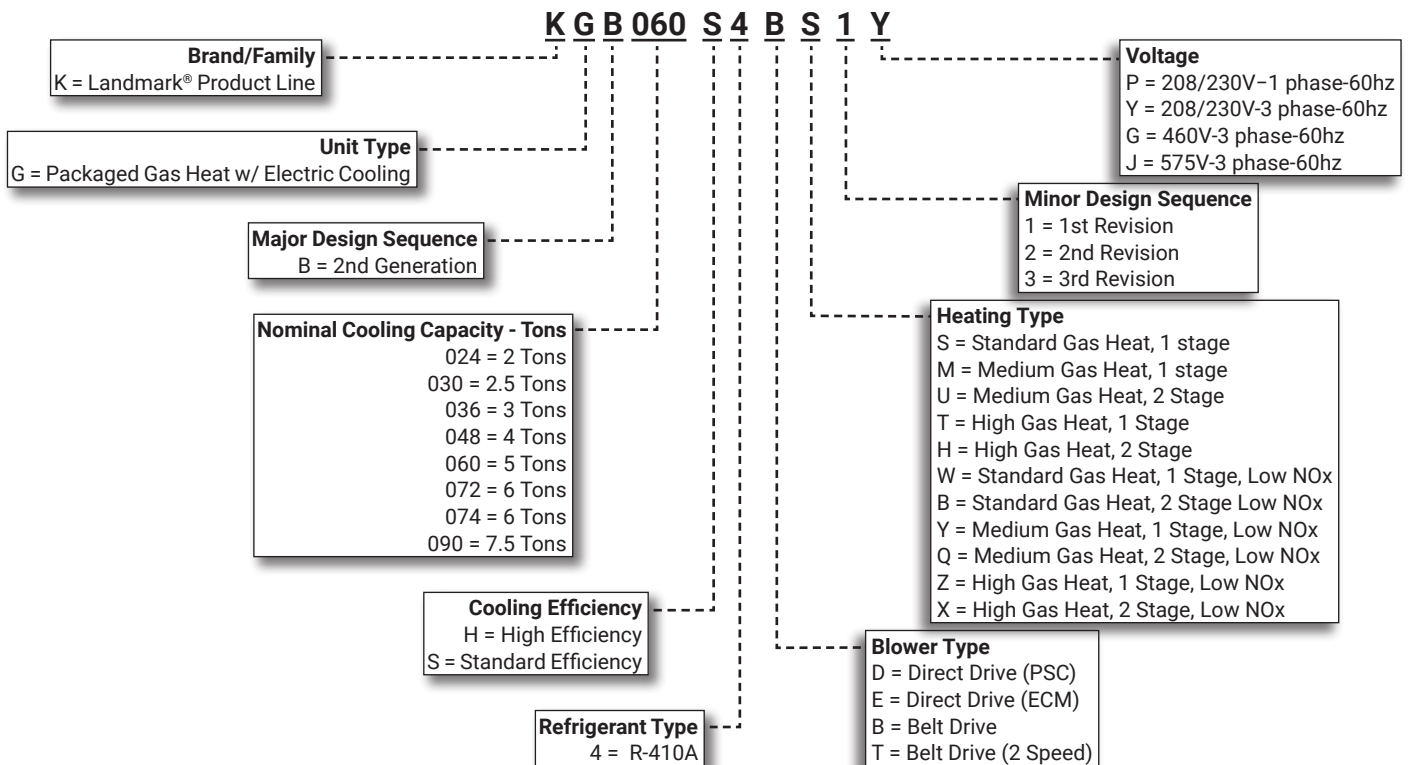 K G B 060 S 4 B S 1 Y
Brand/Family
K = Landmark® Product Line
Unit Type
G = Packaged Gas Heat w/ Electric Cooling
Major Design Sequence
B = 2nd Generation
Nominal Cooling Capacity - Tons
024 = 2 Tons
030 = 2.5 Tons
036 = 3 Tons
048 = 4 Tons
060 = 5 Tons
072 = 6 Tons
074 = 6 Tons
090 = 7.5 Tons
Cooling Efficiency
H = High Efficiency
S = Standard Efficiency
Refrigerant Type
4 = R-410A
Voltage
P = 208/230V−1 phase-60hz
Y = 208/230V-3 phase-60hz
G = 460V-3 phase-60hz
J = 575V-3 phase-60hz
Minor Design Sequence
1 = 1st Revision
2 = 2nd Revision
3 = 3rd Revision
Heating Type
S = Standard Gas Heat, 1 stage
M = Medium Gas Heat, 1 stage
U = Medium Gas Heat, 2 Stage
T = High Gas Heat, 1 Stage
H = High Gas Heat, 2 Stage
W = Standard Gas Heat, 1 Stage, Low NOx
B = Standard Gas Heat, 2 Stage Low NOx
Y = Medium Gas Heat, 1 Stage, Low NOx
Q = Medium Gas Heat, 2 Stage, Low NOx
Z = High Gas Heat, 1 Stage, Low NOx
X = High Gas Heat, 2 Stage, Low NOx
Blower Type
D = Direct Drive (PSC)
E = Direct Drive (ECM)
B = Belt Drive
T = Belt Drive (2 Speed)